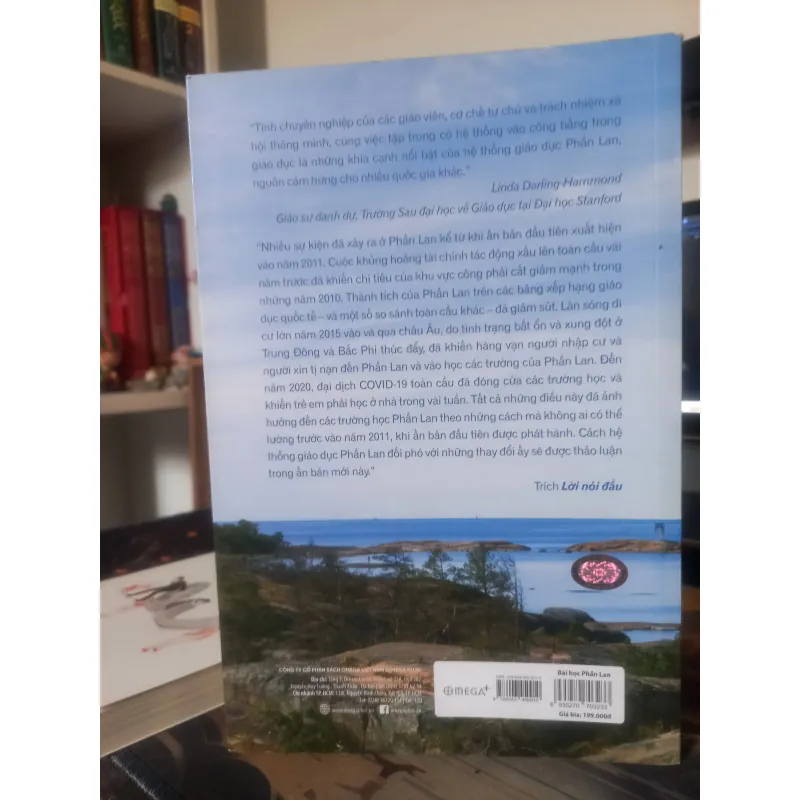 "Tính chuyên nghiệp của các giáo viên, cơ chế tự chủ và trách nhiệm xã
hội thông minh, cùng việc tập trung có hệ thống vào công bằng trong
giáo dục là những khía cạnh nổi bật của hệ thống giáo dục Phần Lan,
nguồn cảm hứng cho nhiều quốc gia khác."
Linda Darling-Hammond
Giáo sư danh dự, Trường Sau đại học về Giáo dục tại Đại học Stanford
"Nhiều sự kiện đã xảy ra ở Phần Lan kể từ khi ấn bản đầu tiên xuất hiện
vào năm 2011. Cuộc khủng hoảng tài chính tác động xấu lên toàn cầu vài
năm trước đã khiến chi tiêu của khu vực công phải cắt giảm mạnh trong
những năm 2010. Thành tích của Phần Lan trên các bảng xếp hạng giáo
dục quốc tế – và một số so sánh toàn cầu khác – đã giảm sút. Làn sóng di
cư lớn năm 2015 vào và qua châu Âu, do tình trạng bất ổn và xung đột ở
Trung Đông và Bắc Phi thúc đẩy, đã khiến hàng vạn người nhập cư và
người xin tị nạn đến Phần Lan và vào học các trường của Phần Lan. Đến
năm 2020, đại dịch COVID-19 toàn cầu đã đóng cửa các trường học và
khiến trẻ em phải học ở nhà trong vài tuần. Tất cả những điều này đã ảnh
hưởng đến các trường học Phần Lan theo những cách mà không ai có thể
lường trước vào năm 2011, khi ấn bản đầu tiên được phát hành. Cách hệ
thống giáo dục Phần Lan đối phó với những thay đổi ấy sẽ được thảo luận
trong ấn bản mới này."
Trích Lời nói đầu
CÔNG TY CỔ PHẦN SÁCH OMEGA VIỆT NAM (OMEGA PLUS)
OMEGA+
Bài học Phần Lan
Giá bìa: 199.000đ